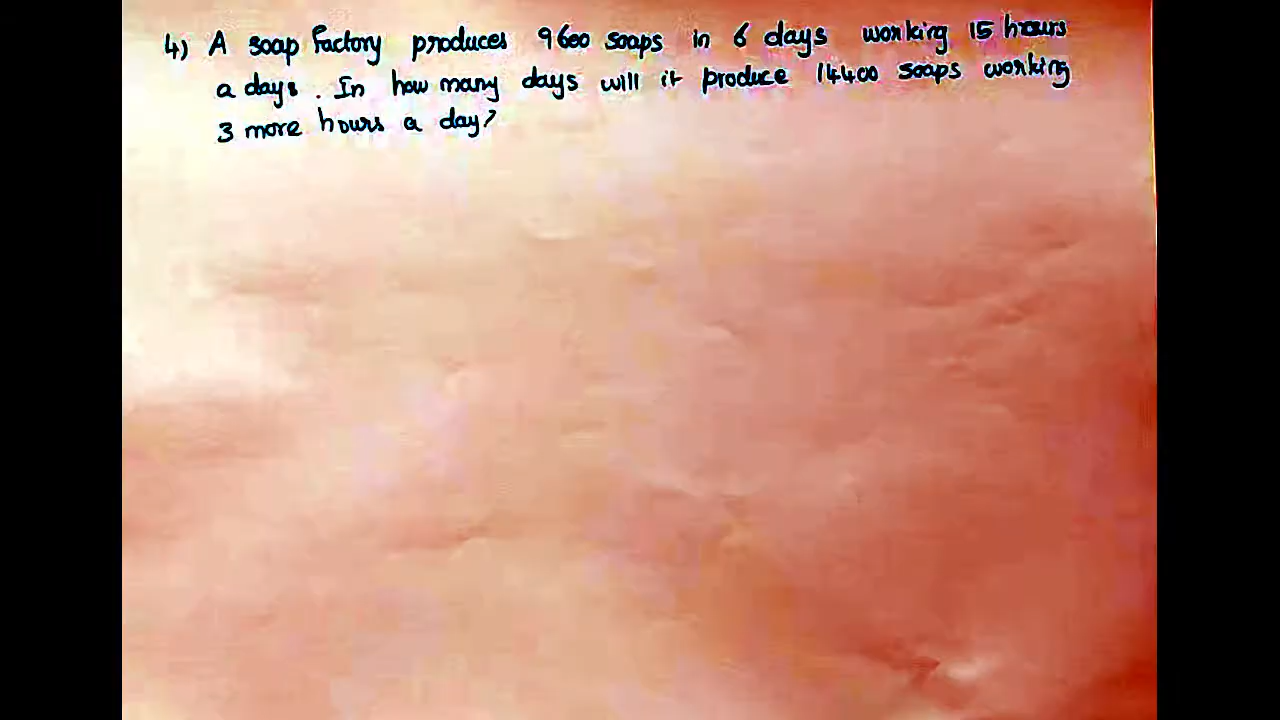 4) A soap factory produces 9600 soaps in 6 days working 15 hours
a days. In how many days will it produce 14400 soaps working
3 more hours a day?